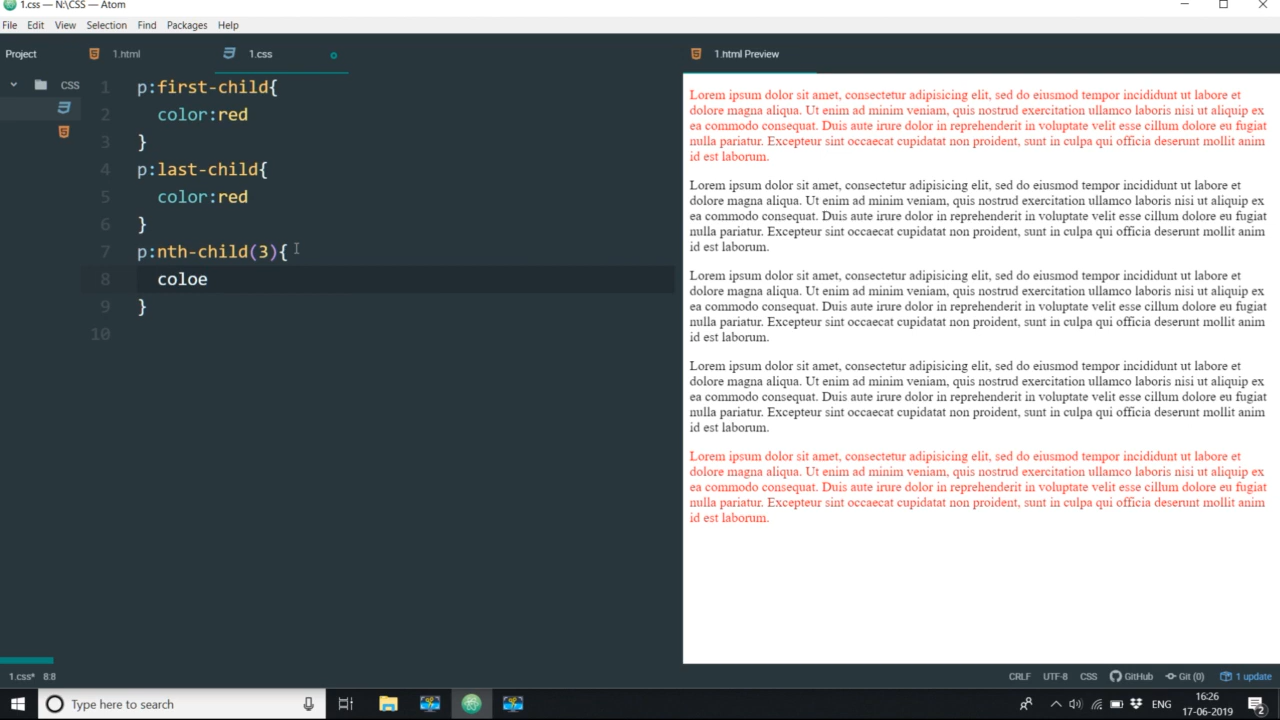 1.css — N:\CSS — Atom
File Edit View Selection Find Packages Help
Project
1.html
1.css
1.html Preview
CSS
1 p:first-child{
2 color:red
3 }
4 p:last-child{
5 color:red
6 }
7 p:nth-child(3){
8 coloe
9 }
10
Lorem ipsum dolor sit amet, consectetur adipisicing elit, sed do eiusmod tempor incididunt ut labore et
dolore magna aliqua. Ut enim ad minim veniam, quis nostrud exercitation ullamco laboris nisi ut aliquip ex
ea commodo consequat. Duis aute irure dolor in reprehenderit in voluptate velit esse cillum dolore eu fugiat
nulla pariatur. Excepteur sint occaecat cupidatat non proident, sunt in culpa qui officia deserunt mollit anim
id est laborum.
Lorem ipsum dolor sit amet, consectetur adipisicing elit, sed do eiusmod tempor incididunt ut labore et
dolore magna aliqua. Ut enim ad minim veniam, quis nostrud exercitation ullamco laboris nisi ut aliquip ex
ea commodo consequat. Duis aute irure dolor in reprehenderit in voluptate velit esse cillum dolore eu fugiat
nulla pariatur. Excepteur sint occaecat cupidatat non proident, sunt in culpa qui officia deserunt mollit anim
id est laborum.
Lorem ipsum dolor sit amet, consectetur adipisicing elit, sed do eiusmod tempor incididunt ut labore et
dolore magna aliqua. Ut enim ad minim veniam, quis nostrud exercitation ullamco laboris nisi ut aliquip ex
ea commodo consequat. Duis aute irure dolor in reprehenderit in voluptate velit esse cillum dolore eu fugiat
nulla pariatur. Excepteur sint occaecat cupidatat non proident, sunt in culpa qui officia deserunt mollit anim
id est laborum.
Lorem ipsum dolor sit amet, consectetur adipisicing elit, sed do eiusmod tempor incididunt ut labore et
dolore magna aliqua. Ut enim ad minim veniam, quis nostrud exercitation ullamco laboris nisi ut aliquip ex
ea commodo consequat. Duis aute irure dolor in reprehenderit in voluptate velit esse cillum dolore eu fugiat
nulla pariatur. Excepteur sint occaecat cupidatat non proident, sunt in culpa qui officia deserunt mollit anim
id est laborum.
Lorem ipsum dolor sit amet, consectetur adipisicing elit, sed do eiusmod tempor incididunt ut labore et
dolore magna aliqua. Ut enim ad minim veniam, quis nostrud exercitation ullamco laboris nisi ut aliquip ex
ea commodo consequat. Duis aute irure dolor in reprehenderit in voluptate velit esse cillum dolore eu fugiat
nulla pariatur. Excepteur sint occaecat cupidatat non proident, sunt in culpa qui officia deserunt mollit anim
id est laborum.
1.css* 8:8
CRLF UTF-8 CSS GitHub Git (0) 1 update
Type here to search
ENG
16:26
17-06-2019
2